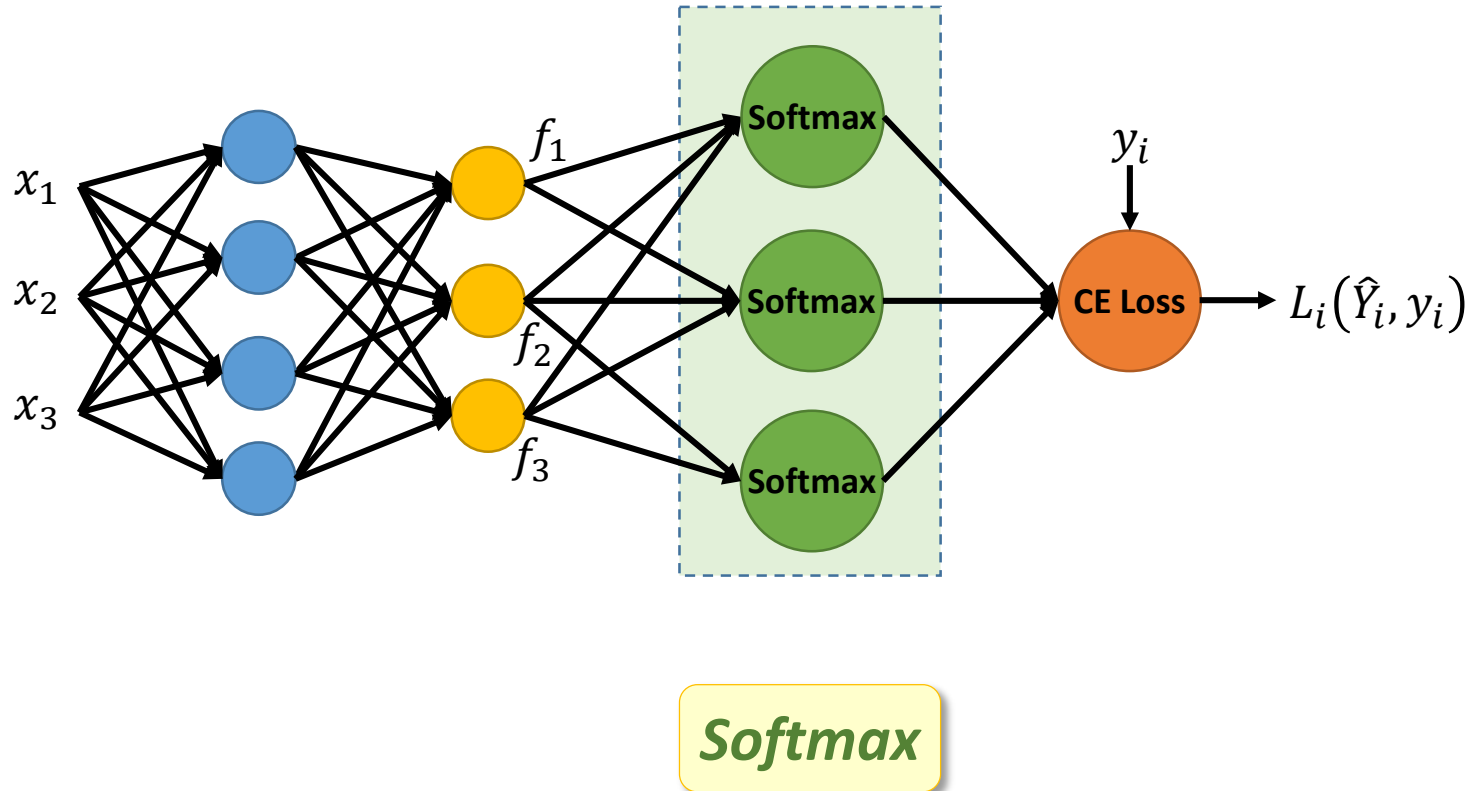 x₁
x₂
x₃
f₁
f₂
f₃
Softmax
Softmax
Softmax
yᵢ
CE Loss
Lᵢ(Ŷᵢ, yᵢ)
Softmax